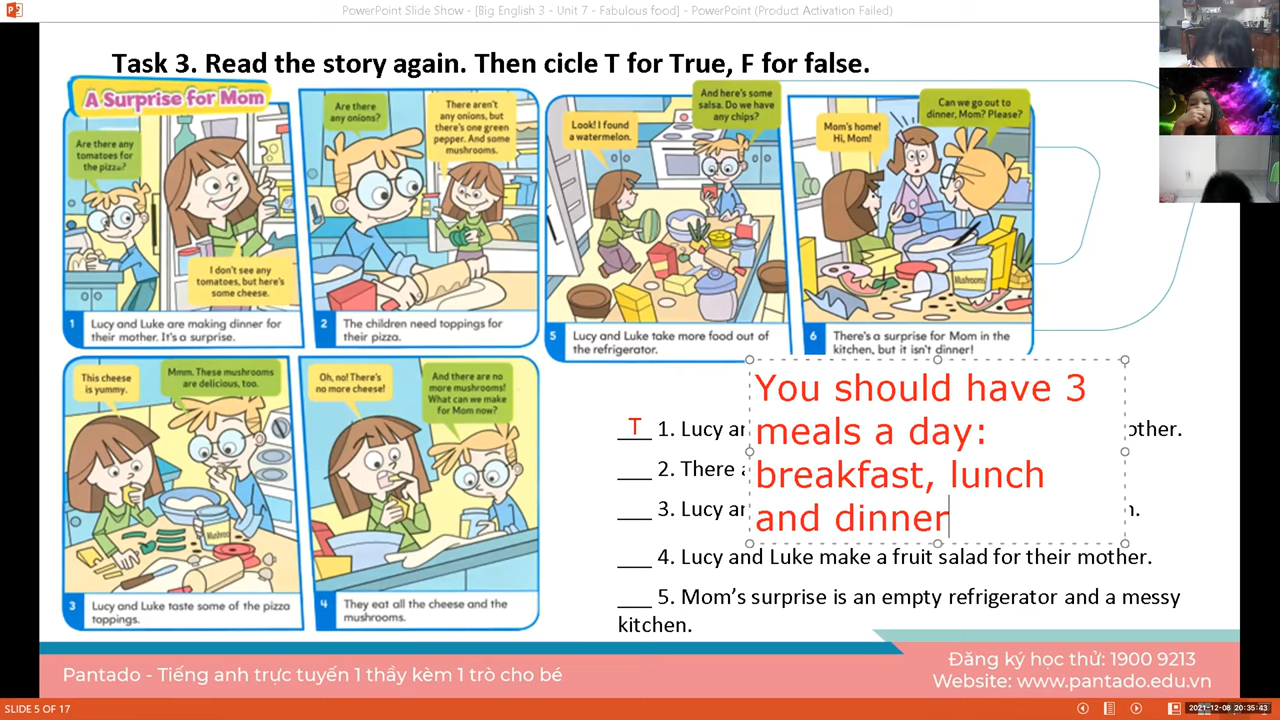 PowerPoint Slide Show - [Big English 3 - Unit 7 - Fabulous food] - PowerPoint (Product Activation Failed)
Task 3. Read the story again. Then cicle T for True, F for false.
A Surprise for Mom
Are there any
tomatoes for
the pizza?
I don't see any
tomatoes, but here's
some cheese.
1 Lucy and Luke are making dinner for
their mother. It's a surprise.
Are there
any onions?
There aren't
any onions, but
there's one green
pepper. And some
mushrooms.
2 The children need toppings for
their pizza.
Look! I found
a watermelon.
And here's some
salsa. Do we have
any chips?
5 Lucy and Luke take more food out of
the refrigerator.
Mom's home!
Hi, Mom!
Can we go out to
dinner, Mom? Please?
Mushrooms
6 There's a surprise for Mom in the
kitchen, but it isn't dinner!
This cheese
is yummy.
Mmm. These mushrooms
are delicious, too.
Mushroo
3 Lucy and Luke taste some of the pizza
toppings.
Oh, no! There's
no more cheese!
And there are no
more mushrooms!
What can we make
for Mom now?
4 They eat all the cheese and the
mushrooms.
You should have 3
meals a day:
breakfast, lunch
and dinner
T 1. Lucy ar other.
___ 2. There
___ 3. Lucy ar n.
___ 4. Lucy and Luke make a fruit salad for their mother.
___ 5. Mom's surprise is an empty refrigerator and a messy
kitchen.
Pantado - Tiếng anh trực tuyến 1 thầy kèm 1 trò cho bé
Đăng ký học thử: 1900 9213
Website: www.pantado.edu.vn
SLIDE 5 OF 17
2021-12-08 20:35:43